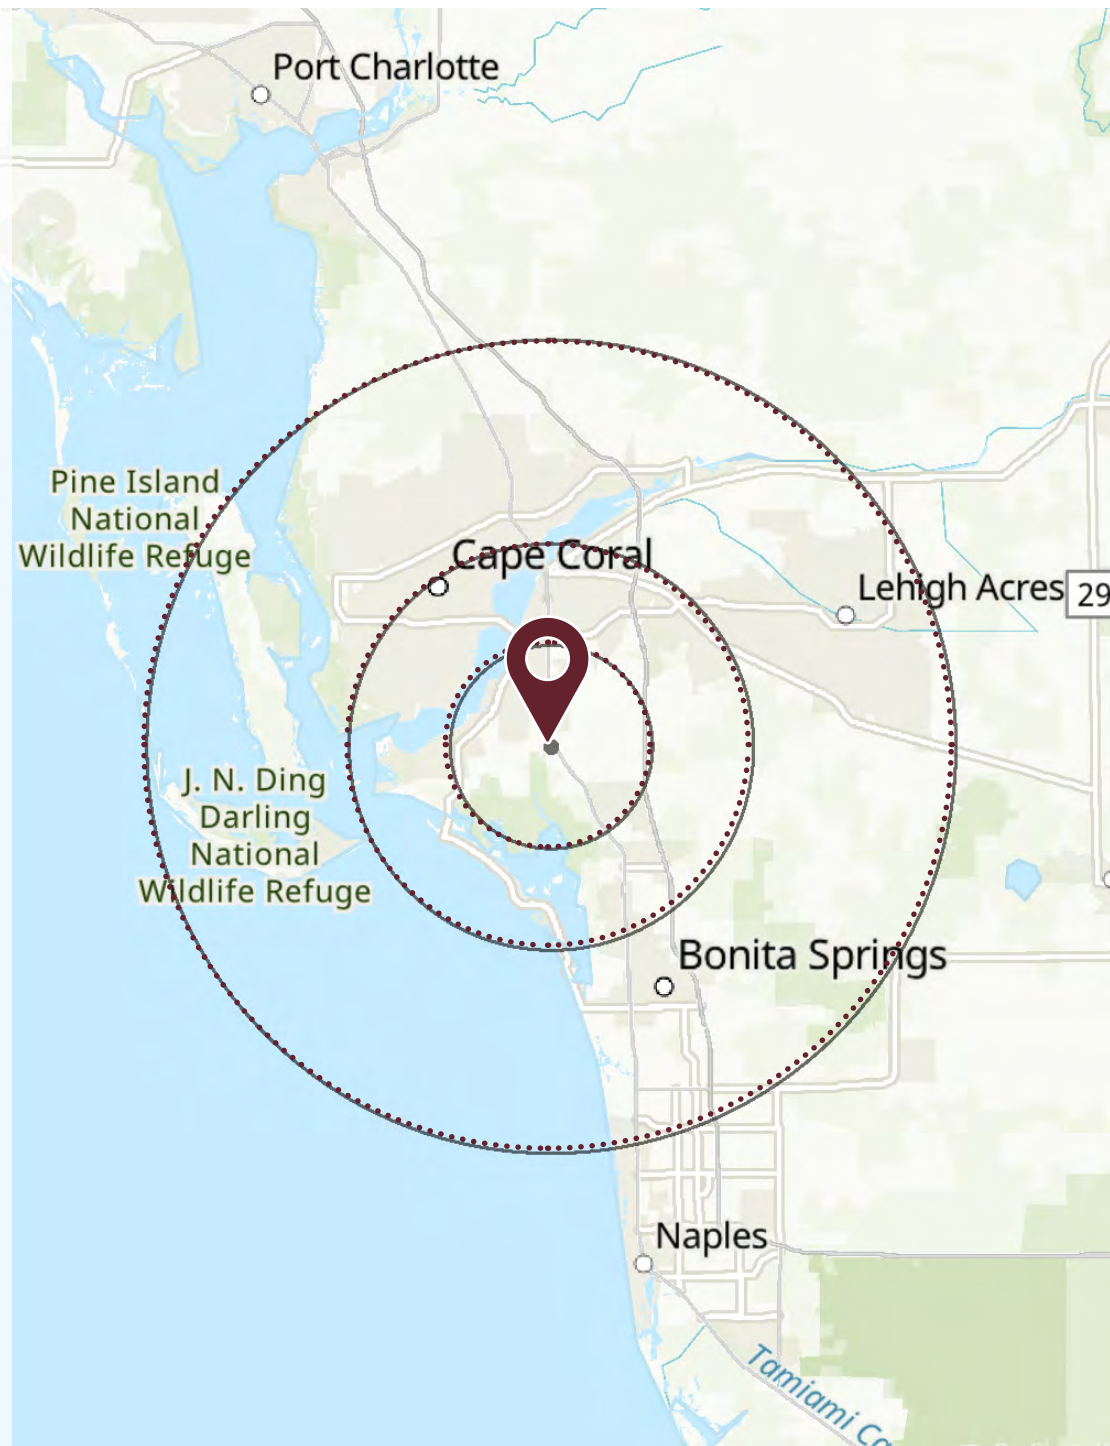 Port Charlotte
Pine Island
National
Wildlife Refuge
Cape Coral
Lehigh Acres
29
J. N. Ding
Darling
National
Wildlife Refuge
Bonita Springs
Naples
Tamiami Ca